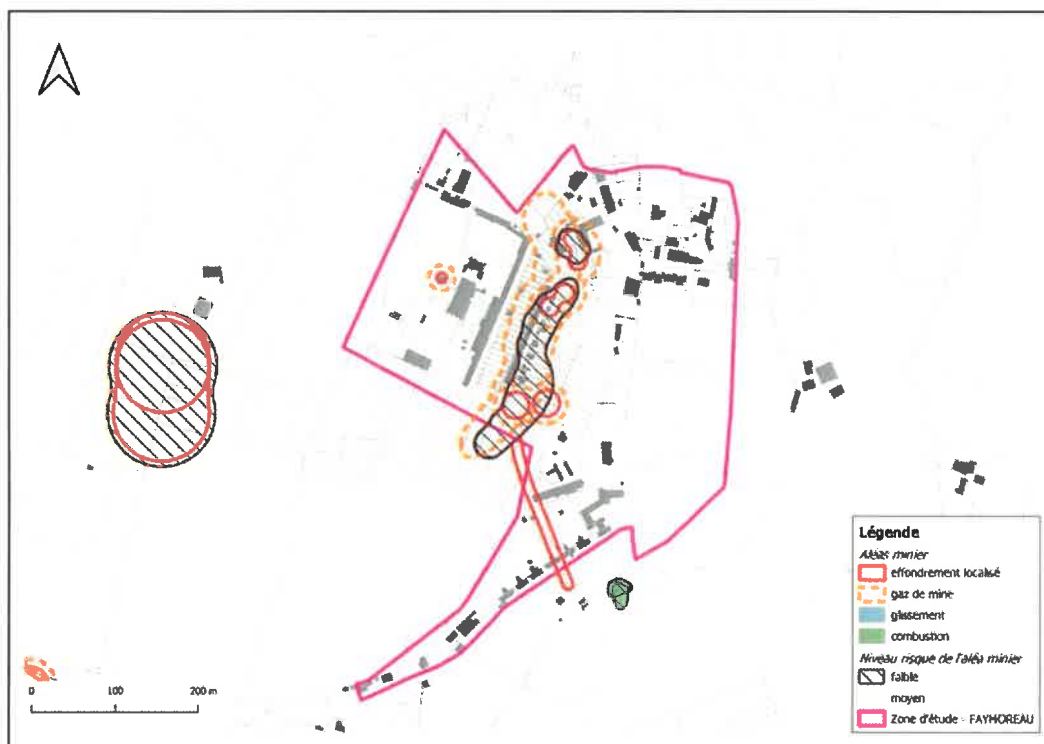 Légende
Aléas minier
effondrement localisé
gaz de mine
glissement
combustion
Niveau risque de l'aléa minier
faible
moyen
Zone d'étude - FAYMOREAU
0 100 200 m